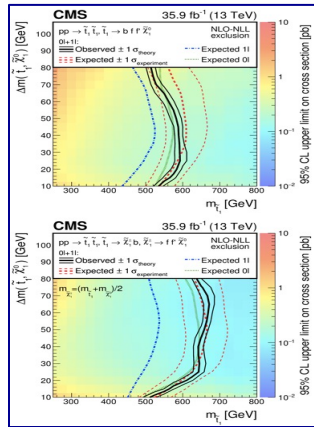 CMS 35.9 fb⁻¹ (13 TeV)
pp → t̃₁ t̃₁, t̃₁ → b f f' χ̃⁰₁ NLO-NLL
0l+1l: exclusion
Observed ± 1 σ_theory Expected 1l
Expected ± 1 σ_experiment Expected 0l
Δm(t̃₁, χ̃⁰₁) [GeV]
100
90
80
70
60
50
40
30
20
10
300 400 500 600 700 800
m_t̃₁ [GeV]
10
1
10⁻¹
10⁻²
95% CL upper limit on cross section [pb]
CMS 35.9 fb⁻¹ (13 TeV)
pp → t̃₁ t̃₁, t̃₁ → χ̃⁺₁ b, χ̃⁺₁ → f f' χ̃⁰₁ NLO-NLL
0l+1l: exclusion
Observed ± 1 σ_theory Expected 1l
Expected ± 1 σ_experiment Expected 0l
m_χ̃±₁ = (m_t̃₁ + m_χ̃⁰₁)/2
Δm(t̃₁, χ̃⁰₁) [GeV]
100
90
80
70
60
50
40
30
20
10
300 400 500 600 700 800
m_t̃₁ [GeV]
10
1
10⁻¹
10⁻²
95% CL upper limit on cross section [pb]